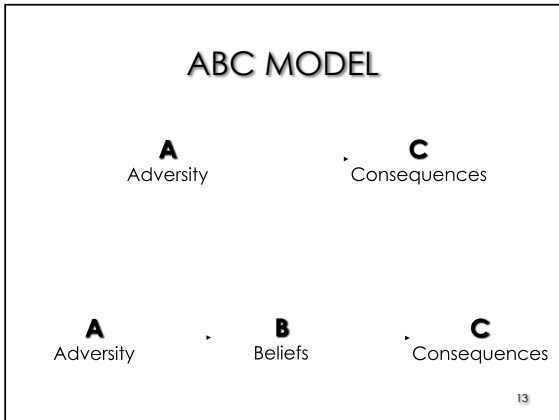 ABC MODEL
A C
Adversity Consequences
A B C
Adversity Beliefs Consequences
13